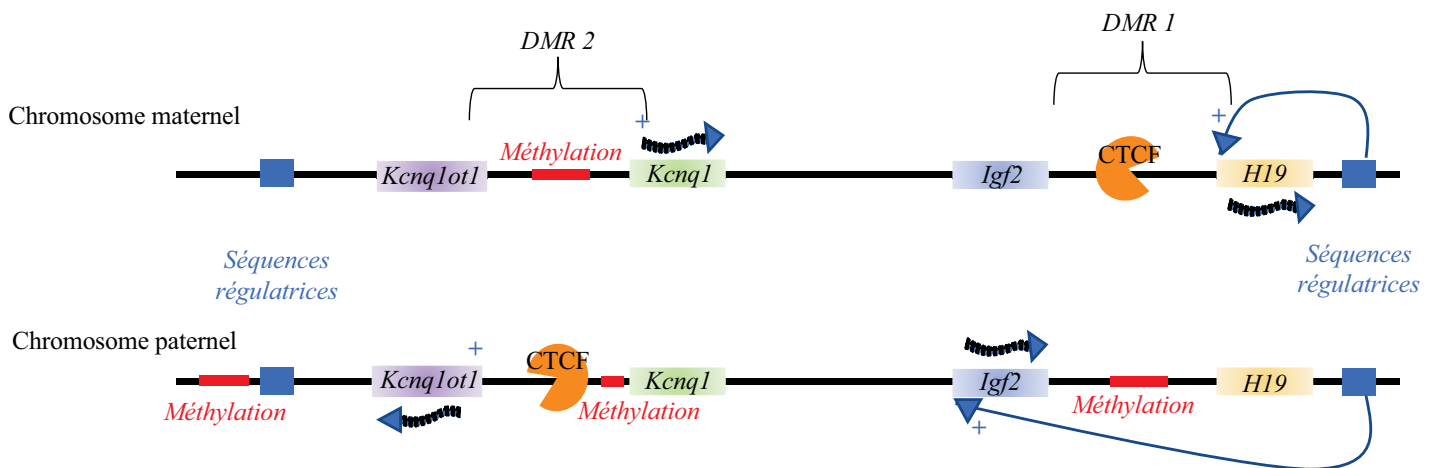 DMR 2
DMR 1
Chromosome maternel
+
+
Méthylation
CTCF
Kcnq1ot1
Kcnq1
Igf2
H19
Séquences
régulatrices
Séquences
régulatrices
Chromosome paternel
+
CTCF
Kcnq1ot1
Kcnq1
Igf2
H19
Méthylation
Méthylation
Méthylation
+